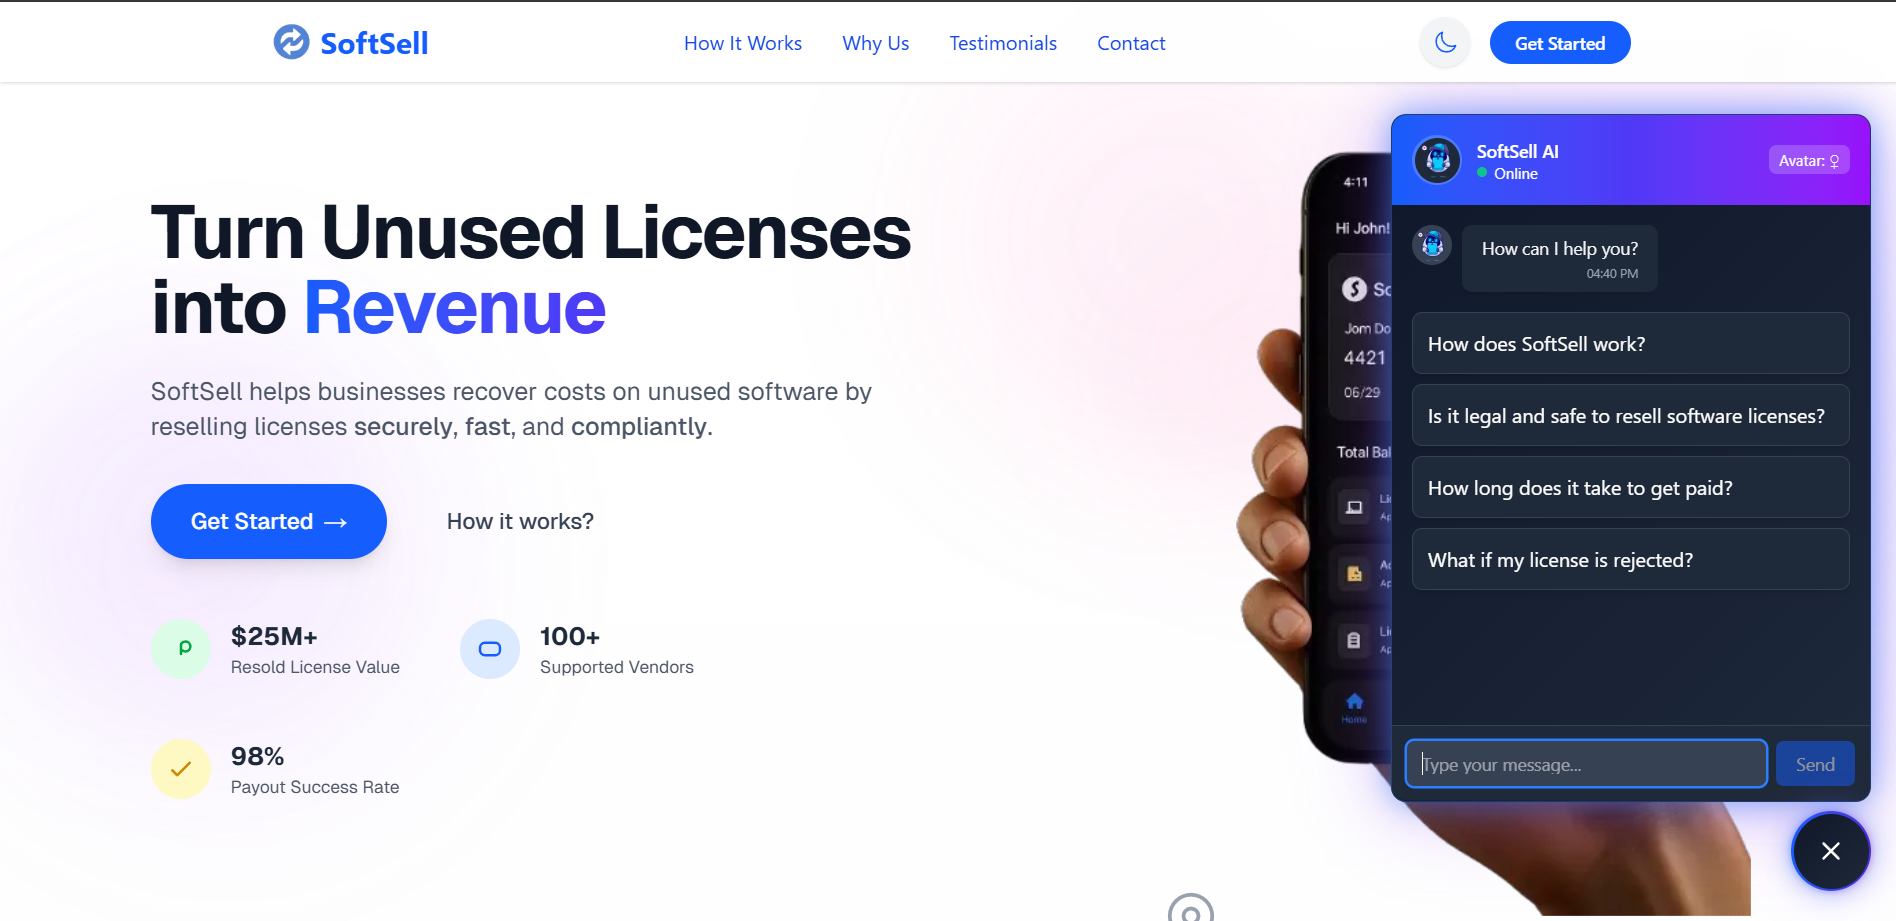 SoftSell
How It Works
Why Us
Testimonials
Contact
Get Started
Turn Unused Licenses
into Revenue
SoftSell helps businesses recover costs on unused software by
reselling licenses securely, fast, and compliantly.
Get Started →
How it works?
$25M+
Resold License Value
100+
Supported Vendors
98%
Payout Success Rate
4:11
Hi John!
Jom Do
4421
06/29
Total Bal
Home
SoftSell AI
Online
Avatar: ♀
How can I help you?
04:40 PM
How does SoftSell work?
Is it legal and safe to resell software licenses?
How long does it take to get paid?
What if my license is rejected?
Type your message...
Send